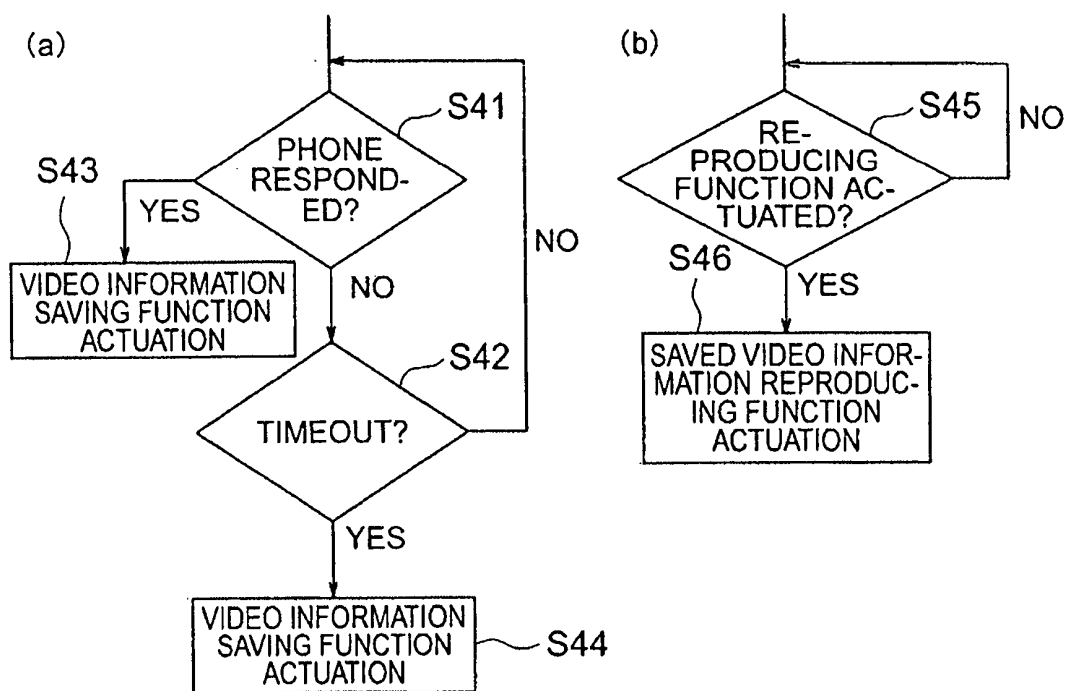 (a)
S41
PHONE
RESPOND-
ED?
S43
YES
VIDEO INFORMATION
SAVING FUNCTION
ACTUATION
NO
NO
S42
TIMEOUT?
YES
VIDEO INFORMATION
SAVING FUNCTION
ACTUATION
S44
(b)
S45
NO
RE-
PRODUCING
FUNCTION AC-
TUATED?
S46
YES
SAVED VIDEO INFOR-
MATION REPRODUC-
ING FUNCTION
ACTUATION